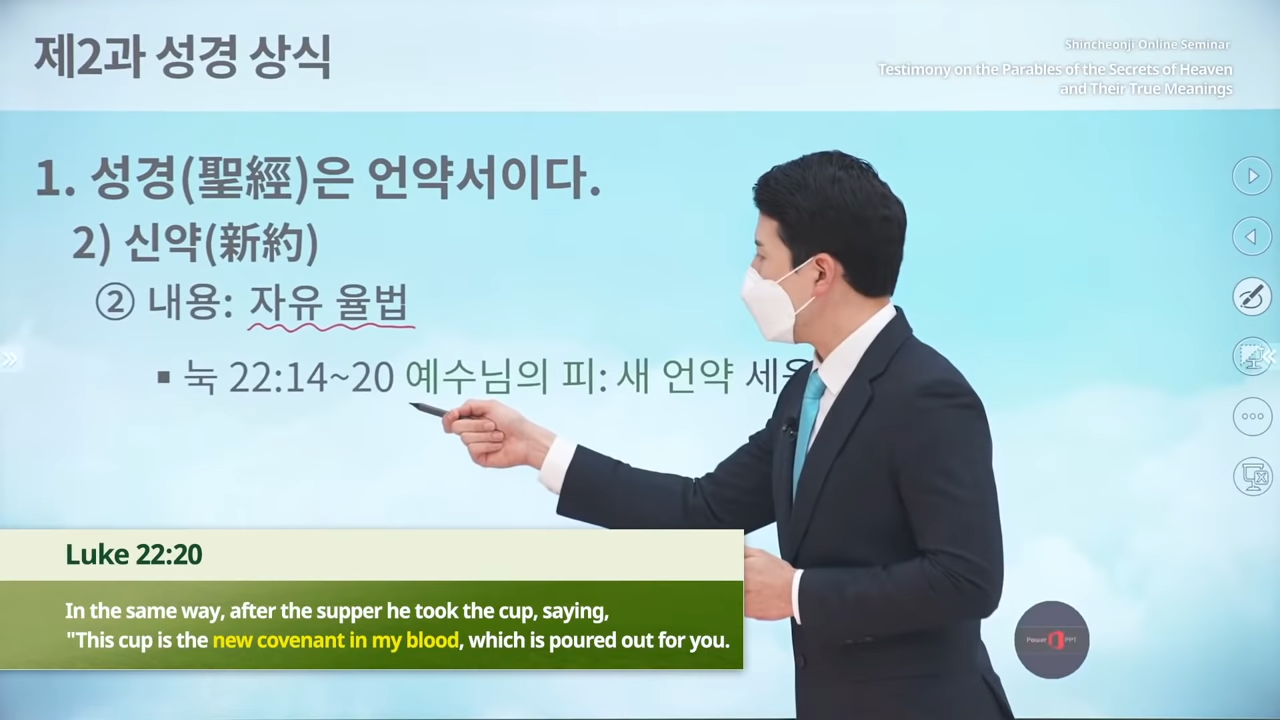 제2과 성경 상식
Shincheonji Online Seminar
Testimony on the Parables of the Secrets of Heaven
and Their True Meanings
1. 성경(聖經)은 언약서이다.
2) 신약(新約)
② 내용: 자유 율법
▪ 눅 22:14~20 예수님의 피: 새 언약
Luke 22:20
In the same way, after the supper he took the cup, saying,
"This cup is the new covenant in my blood, which is poured out for you.
Power PPT